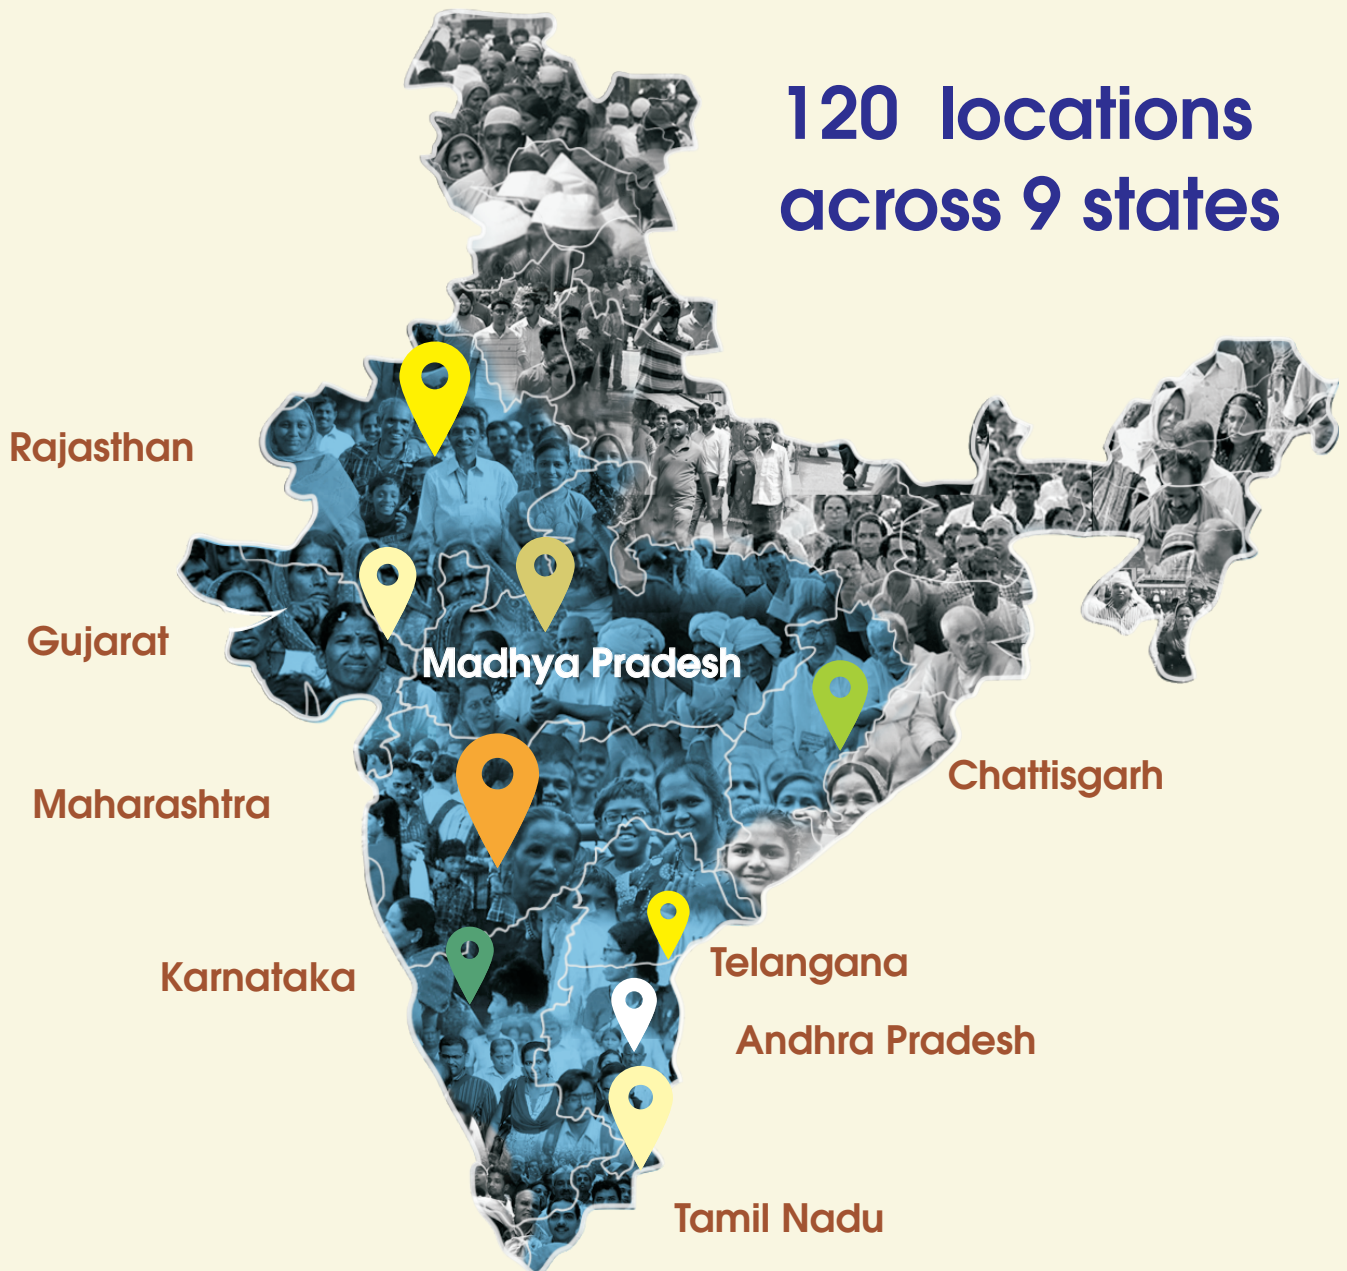 120 locations
across 9 states
Rajasthan
Gujarat
Madhya Pradesh
Maharashtra
Chattisgarh
Karnataka
Telangana
Andhra Pradesh
Tamil Nadu